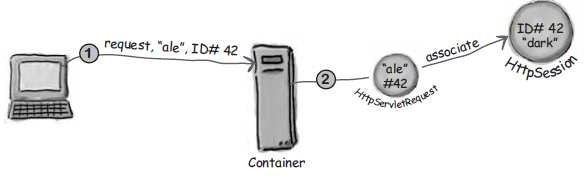 1
request, "ale", ID# 42
Container
2
"ale"
#42
HttpServletRequest
associate
ID# 42
"dark"
HttpSession